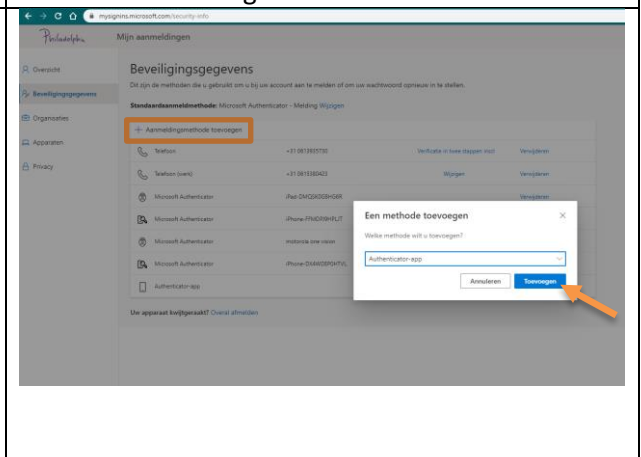 mysignins.microsoft.com/security-info
Philadelphia Mijn aanmeldingen
Overzicht
Beveiligingsgegevens
Organisaties
Apparaten
Privacy
Beveiligingsgegevens
Dit zijn de methoden die u gebruikt om u bij uw account aan te melden of om uw wachtwoord opnieuw in te stellen.
Standaardaanmeldmethode: Microsoft Authenticator - Melding Wijzigen
+ Aanmeldingsmethode toevoegen
Telefoon Verificatie in twee stappen Verwijderen
Telefoon (werk) Wijzigen Verwijderen
Microsoft Authenticator Verwijderen
Microsoft Authenticator
Microsoft Authenticator motorola one vision
Microsoft Authenticator
Authenticator-app
Uw apparaat kwijtgeraakt? Overal afmelden
Een methode toevoegen
Welke methode wilt u toevoegen?
Authenticator-app
Annuleren Toevoegen